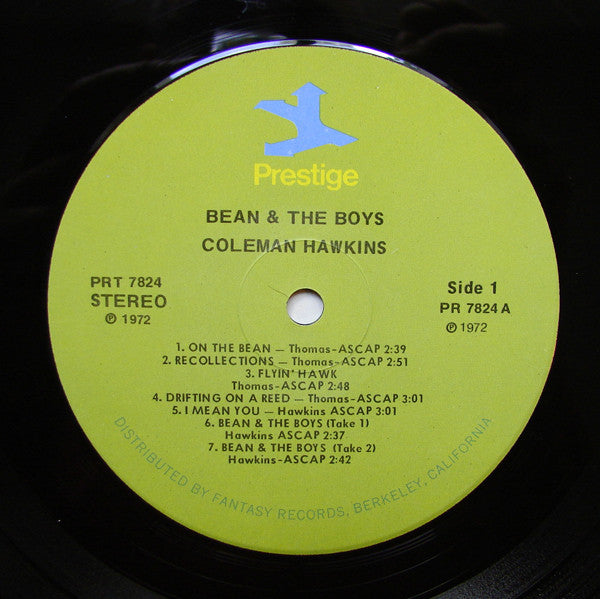 Prestige
BEAN & THE BOYS
COLEMAN HAWKINS
PRT 7824
STEREO
℗ 1972
Side 1
PR 7824 A
℗ 1972
1. ON THE BEAN — Thomas-ASCAP 2:39
2. RECOLLECTIONS — Thomas-ASCAP 2:51
3. FLYIN' HAWK
Thomas-ASCAP 2:48
4. DRIFTING ON A REED — Thomas-ASCAP 3:01
5. I MEAN YOU — Hawkins ASCAP 3:01
6. BEAN & THE BOYS (Take 1)
Hawkins ASCAP 2:37
7. BEAN & THE BOYS (Take 2)
Hawkins-ASCAP 2:42
DISTRIBUTED BY FANTASY RECORDS, BERKELEY, CALIFORNIA